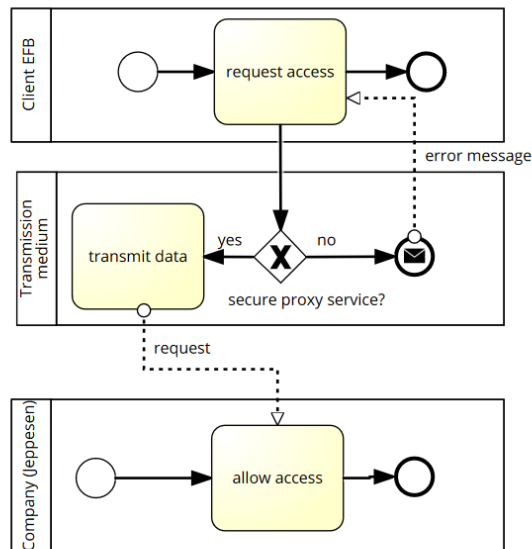 Client EFB
request access
error message
Transmission
medium
transmit data
yes
no
secure proxy service?
request
Company (Jeppesen)
allow access